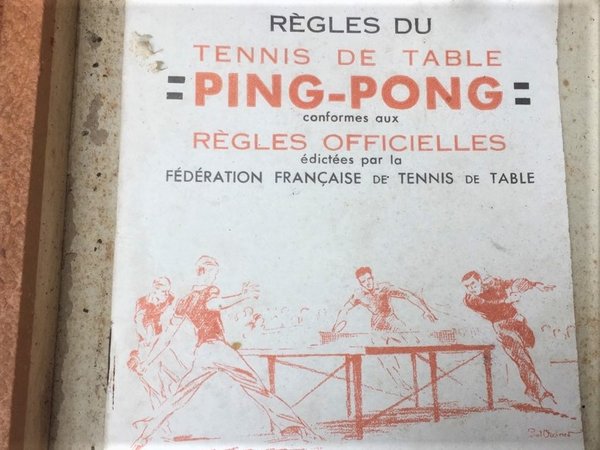 RÈGLES DU
TENNIS DE TABLE
=PING-PONG=
conformes aux
RÈGLES OFFICIELLES
édictées par la
FÉDÉRATION FRANÇAISE DE TENNIS DE TABLE